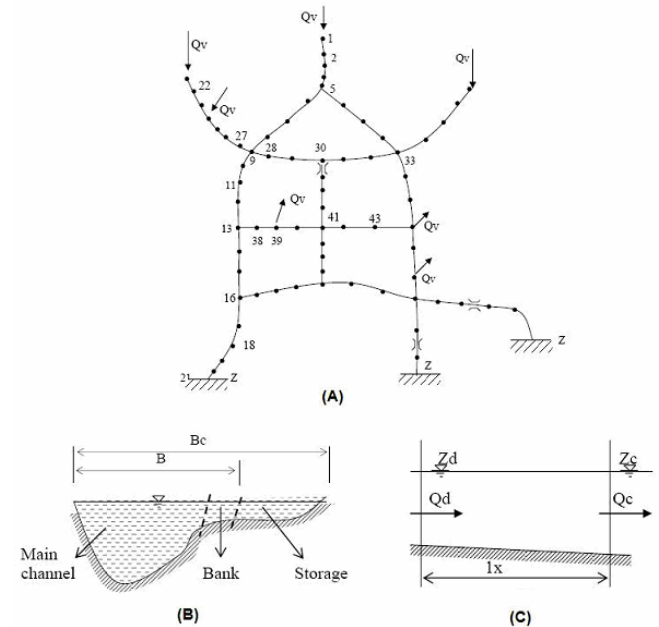 Qv
1
2
Qv
Qv
22
Qv
5
27
28
30
9
33
11
Qv
13
41
43
Qv
38
39
Qv
16
18
Z
21
Z
Z
(A)
Bc
B
Main
channel
Bank
Storage
(B)
Zd
Zc
Qd
Qc
1x
(C)